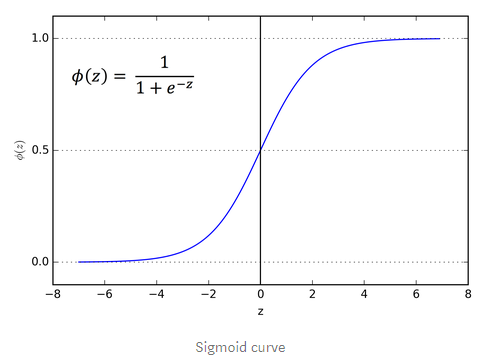 1.0
ϕ(z) = 1 / (1 + e^{-z})
ϕ(z)
0.5
0.0
−8 −6 −4 −2 0 2 4 6 8
z
Sigmoid curve